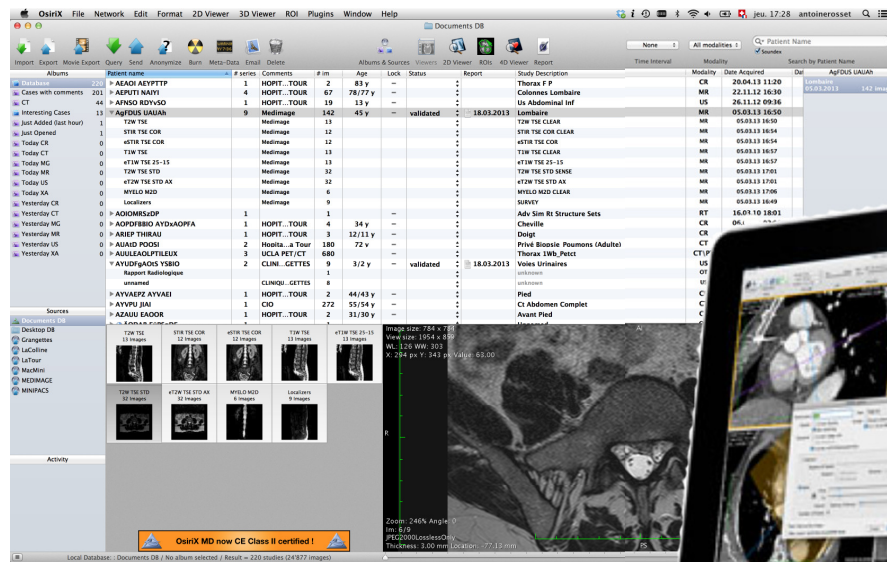 OsiriX File Network Edit Format 2D Viewer 3D Viewer ROI Plugins Window Help jeu. 17:28 antoinerosset
Documents DB
None All modalities Patient Name
Soundex
Import Export Movie Export Query Send Anonymize Burn Meta-Data Email Delete Albums & Sources Viewers 2D Viewer ROIs 4D Viewer Report Time Interval Modality Search by Patient Name
Albums Patient name # series Comments # im Age Lock Status Report Study Description Modality Date Acquired AgFDUS UAUAh
Database 220 AEAOI AEYPTTP 1 HOPIT...TOUR 2 83 y Thorax F P CR 20.04.13 11:20 Lombaire
Cases with comments 201 AEPUTI NAIYI 4 HOPIT...TOUR 67 78/77 y Colonnes Lombaire MR 22.11.12 16:30 05.03.2013 142
CT 44 AFNSO RDYvSO 1 HOPIT...TOUR 19 13 y Us Abdominal Inf US 26.11.12 09:36
Interesting Cases 13 AgFDUS UAUAh 9 Medimage 142 45 y validated 18.03.2013 Lombaire MR 05.03.13 16:50
Just Added (last hour) 1 T2W TSE Medimage 13 T2W TSE CLEAR MR 05.03.13 16:50
Just Opened 1 STIR TSE COR Medimage 12 STIR TSE COR CLEAR MR 05.03.13 16:54
Today CR 0 eSTIR TSE COR Medimage 12 eSTIR TSE COR MR 05.03.13 16:54
Today CT 0 T1W TSE Medimage 13 T1W TSE CLEAR MR 05.03.13 16:57
Today MG 0 eT1W TSE 25-15 Medimage 13 eT1W TSE 25-15 MR 05.03.13 16:57
Today MR 0 T2W TSE STD Medimage 32 T2W TSE STD SENSE MR 05.03.13 17:01
Today US 0 eT2W TSE STD AX Medimage 32 eT2W TSE STD AX MR 05.03.13 17:01
Today XA 0 MYELO M2D Medimage 6 MYELO M2D CLEAR MR 05.03.13 17:06
Yesterday CR 0 Localizers Medimage 9 SURVEY MR 05.03.13 16:49
Yesterday CT 0 AOIOMRSzDP 1 1 Adv Sim Rt Structure Sets RT 16.03.10 18:01
Yesterday MG 0 AOPDFBBIO AYDxAOPFA 1 HOPIT...TOUR 4 34 y Cheville CR
Yesterday MR 0 ARIEP THIRAU 1 HOPIT...TOUR 3 12/11 y Doigt CR
Yesterday US 0 AUAtD POOSI 2 Hopita...a Tour 180 72 v Privé Biopsie Poumons (Adulte) CT
Yesterday XA 0 AUULEAOLPTILEUX 3 UCLA PET/CT 680 Thorax 1Wb_Petct
AYUDFgAOtS YSBIO 2 CLINI...GETTES 9 3/2 y validated 18.03.2013 Voies Urinaires US
Rapport Radiologique 1 unknown OT
unnamed CLINIQU...GETTES 8 unknown
AYVAEPZ AYVAEI 1 HOPIT...TOUR 2 44/43 y Pied
AYVPU JIAI 1 CIO 272 55/54 y Ct Abdomen Complet
Sources AZAUU EAOOR 1 HOPIT...TOUR 2 31/30 y Avant Pied
Documents DB
Desktop DB
Grangettes
LaColline
LaTour
MacMini
MEDIMAGE
MINIPACS
T2W TSE STIR TSE COR eSTIR TSE COR T1W TSE eT1W TSE 25-15
13 Images 12 Images 12 Images 13 Images 13 Images
T2W TSE STD eT2W TSE STD AX MYELO M2D Localizers
32 Images 32 Images 6 Images 9 Images
Image size: 784 x 784
View size: 1954 x 859
WL: 126 WW: 303
X: 294 px Y: 343 px Value: 63.00
AI
R
Activity
Zoom: 246% Angle: 0
Im: 6/9
JPEG2000LosslessOnly
Thickness: 3.00 mm Location: -77.13 mm
PS
OsiriX MD now CE Class II certified !
Local Database: : Documents DB / No album selected / Result = 220 studies (24'877 images)